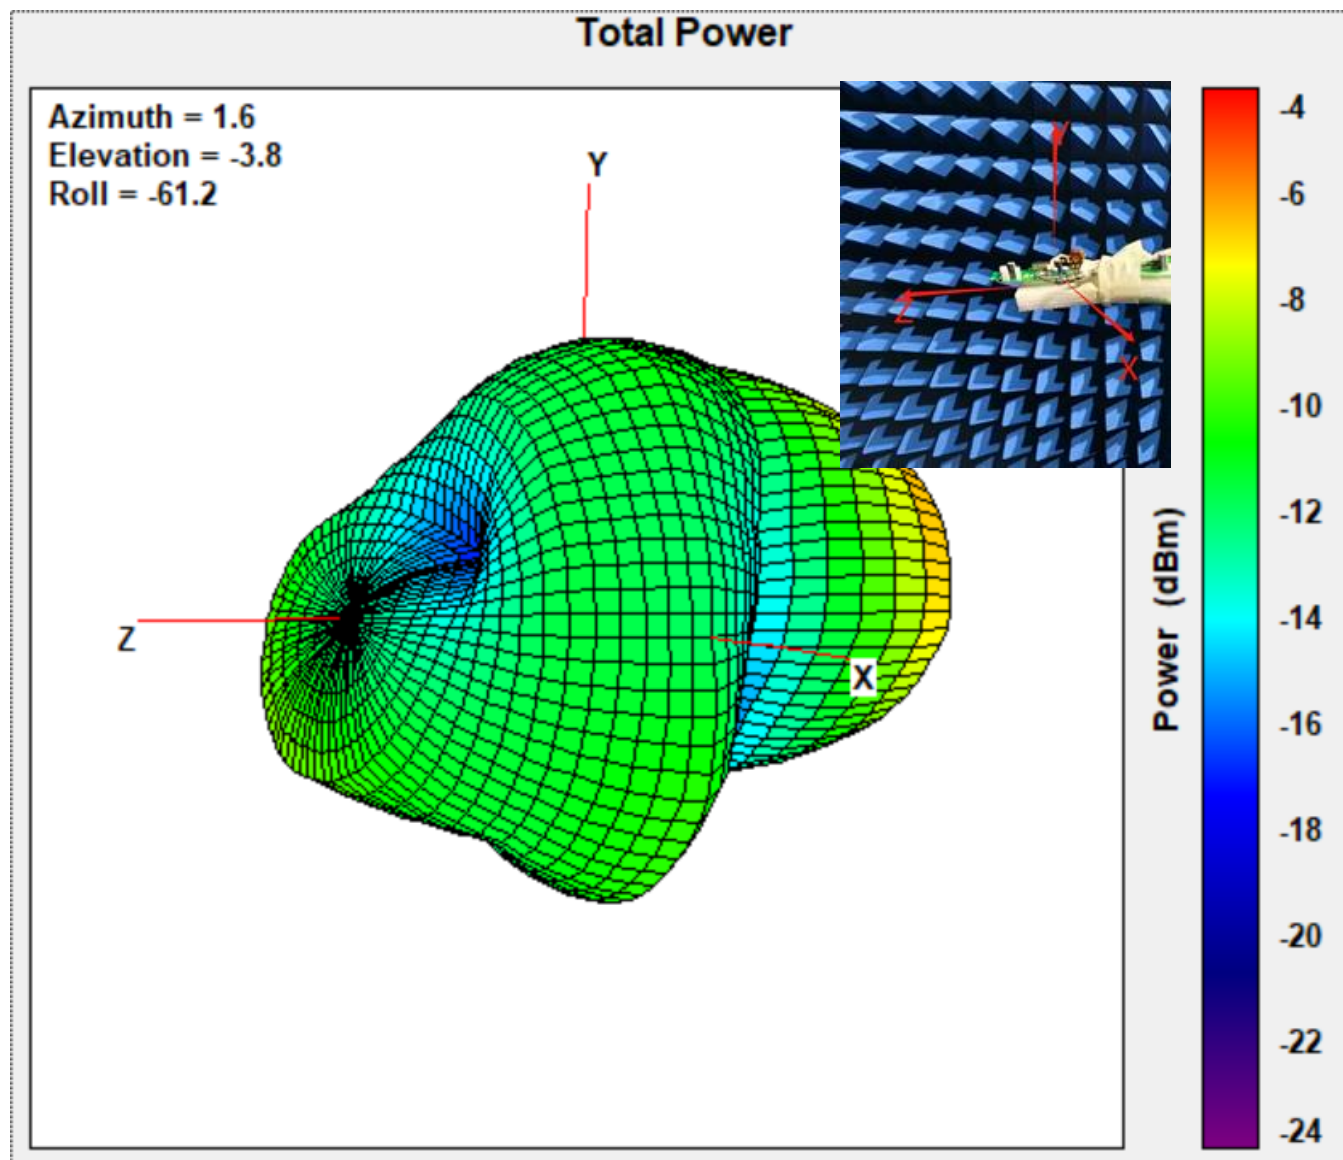 Total Power
Azimuth = 1.6
Elevation = -3.8
Roll = -61.2
Y
Z
X
Y
Z
X
-4
-6
-8
-10
-12
-14
-16
-18
-20
-22
-24
Power (dBm)